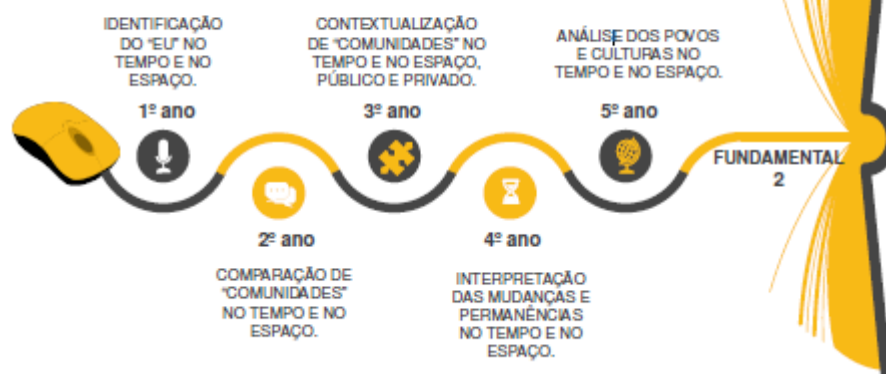 IDENTIFICAÇÃO
DO "EU" NO
TEMPO E NO
ESPAÇO.
1º ano
COMPARAÇÃO DE
"COMUNIDADES"
NO TEMPO E NO
ESPAÇO.
2º ano
CONTEXTUALIZAÇÃO
DE "COMUNIDADES" NO
TEMPO E NO ESPAÇO,
PÚBLICO E PRIVADO.
3º ano
4º ano
INTERPRETAÇÃO
DAS MUDANÇAS E
PERMANÊNCIAS
NO TEMPO E NO
ESPAÇO.
ANÁLISE DOS POVOS
E CULTURAS NO
TEMPO E NO ESPAÇO.
5º ano
FUNDAMENTAL
2